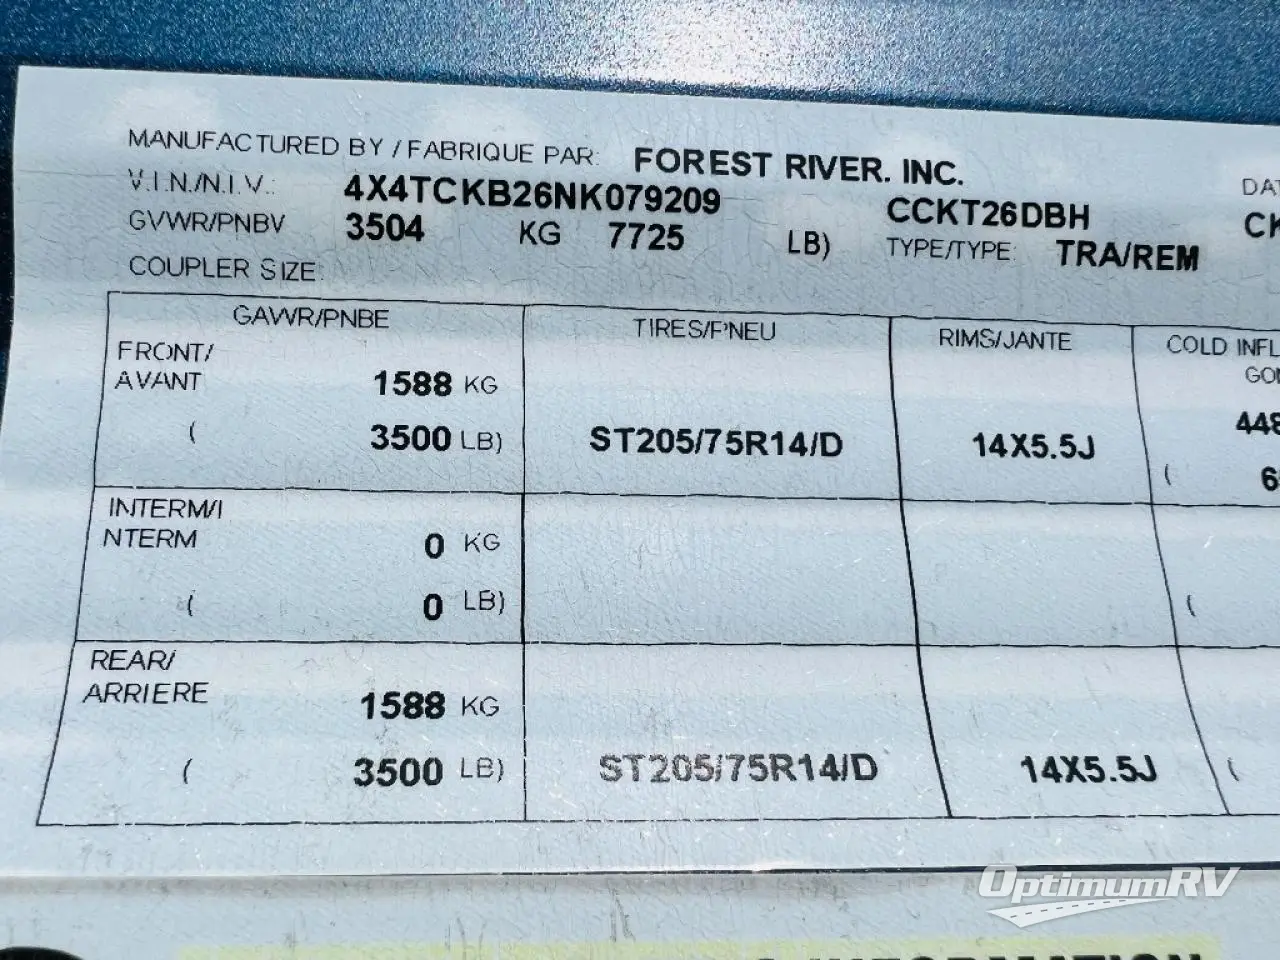 MANUFACTURED BY / FABRIQUE PAR: FOREST RIVER. INC.
V.I.N./N.I.V.: 4X4TCKB26NK079209 CCKT26DBH
GVWR/PNBV 3504 KG 7725 LB) TYPE/TYPE: TRA/REM
COUPLER SIZE:
GAWR/PNBE TIRES/PNEU RIMS/JANTE COLD INFL
FRONT/
AVANT 1588 KG
( 3500 LB) ST205/75R14/D 14X5.5J (
INTERM/I
NTERM 0 KG
( 0 LB) (
REAR/
ARRIERE 1588 KG
( 3500 LB) ST205/75R14/D 14X5.5J (
OptimumRV